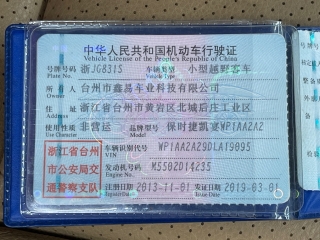 中华人民共和国机动车行驶证
Vehicle License of the People's Republic of China
号牌号码 浙JG831S 车辆类型 小型越野客车
Plate No. Vehicle Type
所有人 台州市鑫易车业科技有限公司
Owner
住址 浙江省台州市黄岩区北城后庄工业区
Address
使用性质 非营运 品牌型号 保时捷凯宴WP1AA2A2
Use Character Model
浙江省台州市公安局交通警察支队
车辆识别代号 WP1AA2A29DLA19095
VIN
发动机号码 M5502D14235
Engine No.
注册日期 2013-11-01 发证日期 2019-03-01
Register Date Issue Date